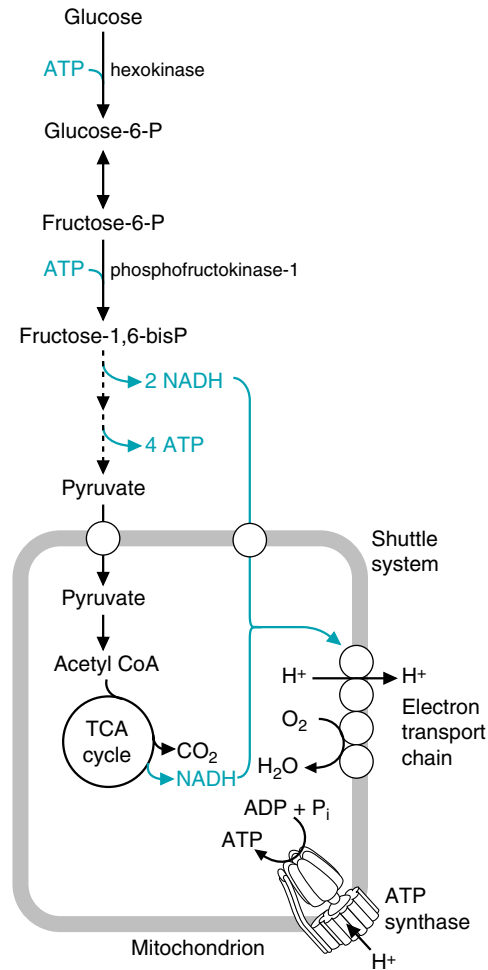 Glucose
ATP hexokinase
Glucose-6-P
Fructose-6-P
ATP phosphofructokinase-1
Fructose-1,6-bisP
2 NADH
4 ATP
Pyruvate
Shuttle
system
Pyruvate
Acetyl CoA
H⁺ H⁺
TCA
cycle
CO₂
NADH
O₂
H₂O
Electron
transport
chain
ADP + Pᵢ
ATP
ATP
synthase
Mitochondrion
H⁺